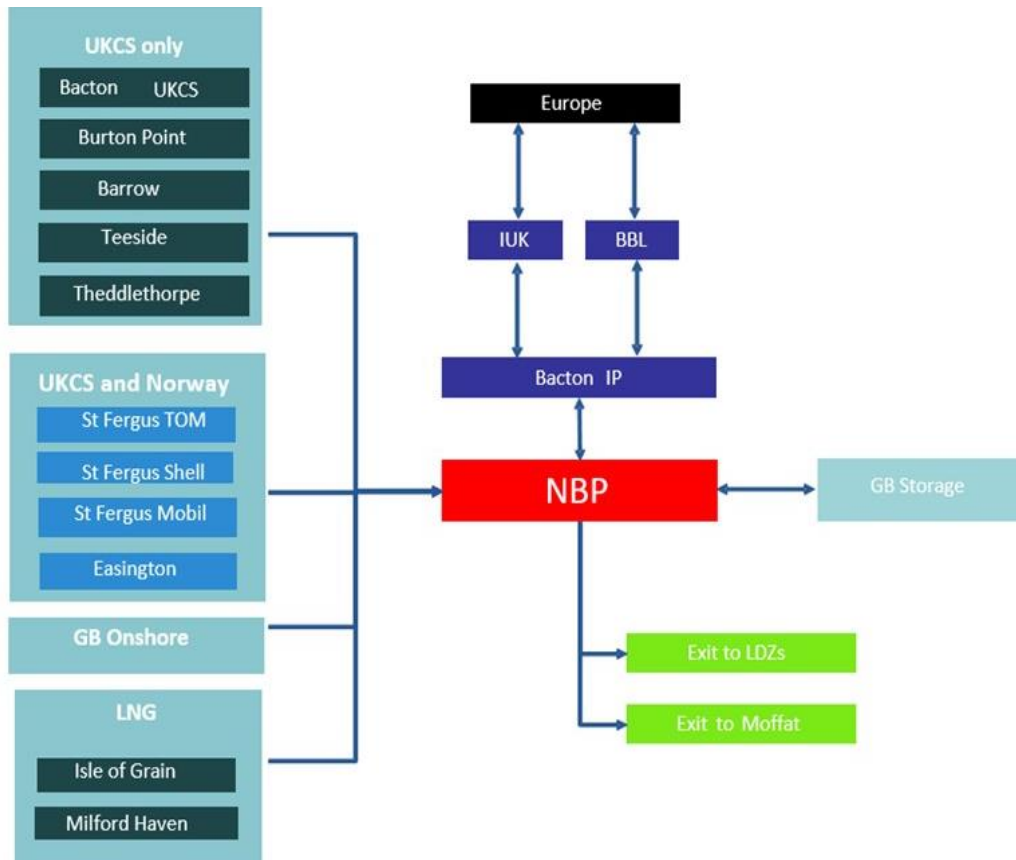 UKCS only
Bacton UKCS
Burton Point
Barrow
Teeside
Theddlethorpe
UKCS and Norway
St Fergus TOM
St Fergus Shell
St Fergus Mobil
Easington
GB Onshore
LNG
Isle of Grain
Milford Haven
Europe
IUK
BBL
Bacton IP
NBP
GB Storage
Exit to LDZs
Exit to Moffat